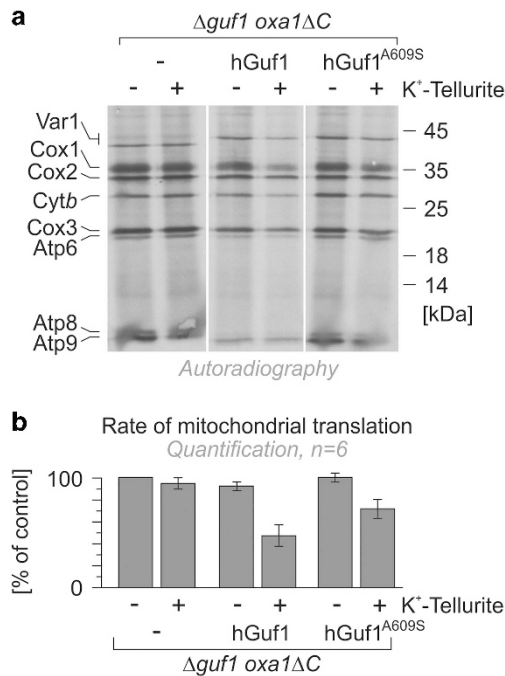 a
Δguf1 oxa1ΔC
- hGuf1 hGuf1A609S
- + - + - + K+-Tellurite
Var1
Cox1
Cox2
Cytb
Cox3
Atp6
Atp8
Atp9
45
35
25
18
14
[kDa]
Autoradiography
b
Rate of mitochondrial translation
Quantification, n=6
[% of control]
100
0
- + - + - + K+-Tellurite
- hGuf1 hGuf1A609S
Δguf1 oxa1ΔC